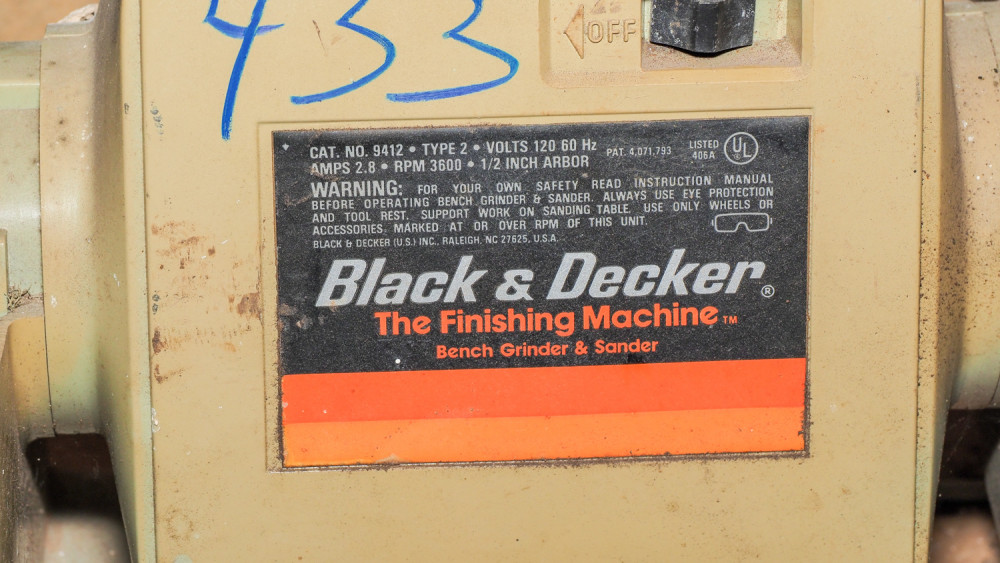 433
OFF
CAT. NO. 9412 • TYPE 2 • VOLTS 120 60 Hz
AMPS 2.8 • RPM 3600 • 1/2 INCH ARBOR
PAT. 4,071,793
LISTED
406A
UL
WARNING: FOR YOUR OWN SAFETY READ INSTRUCTION MANUAL
BEFORE OPERATING BENCH GRINDER & SANDER. ALWAYS USE EYE PROTECTION
AND TOOL REST. SUPPORT WORK ON SANDING TABLE. USE ONLY WHEELS OR
ACCESSORIES MARKED AT OR OVER RPM OF THIS UNIT.
BLACK & DECKER (U.S.) INC., RALEIGH, NC 27625, U.S.A.
Black & Decker®
The Finishing Machine™
Bench Grinder & Sander